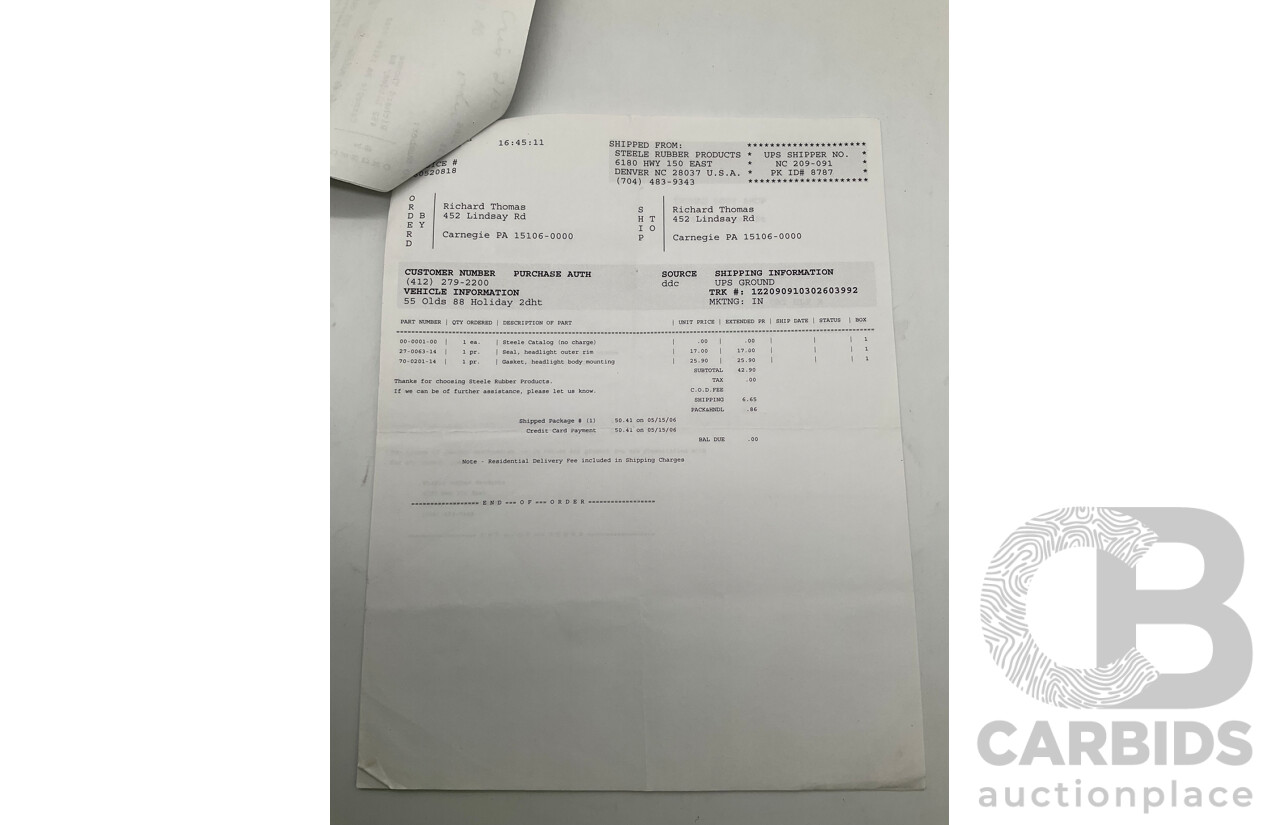 16:45:11
SHIPPED FROM: *********************
STEELE RUBBER PRODUCTS * UPS SHIPPER NO. *
6180 HWY 150 EAST * NC 209-091 *
DENVER NC 28037 U.S.A. * PK ID# 8787 *
(704) 483-9343 *********************
ICE #
0520818
ORDERD BY
Richard Thomas
452 Lindsay Rd
Carnegie PA 15106-0000
SHIP TO
Richard Thomas
452 Lindsay Rd
Carnegie PA 15106-0000
CUSTOMER NUMBER PURCHASE AUTH SOURCE SHIPPING INFORMATION
(412) 279-2200 ddc UPS GROUND
VEHICLE INFORMATION TRK #: 1Z2090910302603992
55 Olds 88 Holiday 2dht MKTNG: IN
PART NUMBER | QTY ORDERED | DESCRIPTION OF PART | UNIT PRICE | EXTENDED PR | SHIP DATE | STATUS | BOX
00-0001-00 | 1 ea. | Steele Catalog (no charge) | .00 | .00 | | | 1
27-0063-14 | 1 pr. | Seal, headlight outer rim | 17.00 | 17.00 | | | 1
70-0201-14 | 1 pr. | Gasket, headlight body mounting | 25.90 | 25.90 | | | 1
SUBTOTAL 42.90
Thanks for choosing Steele Rubber Products. TAX .00
If we can be of further assistance, please let us know. C.O.D.FEE
SHIPPING 6.65
PACK&HNDL .86
Shipped Package # (1) 50.41 on 05/15/06
Credit Card Payment 50.41 on 05/15/06
BAL DUE .00
Note - Residential Delivery Fee included in Shipping Charges
=================== E N D === O F === O R D E R ===================
CB
CARBIDS
auctionplace